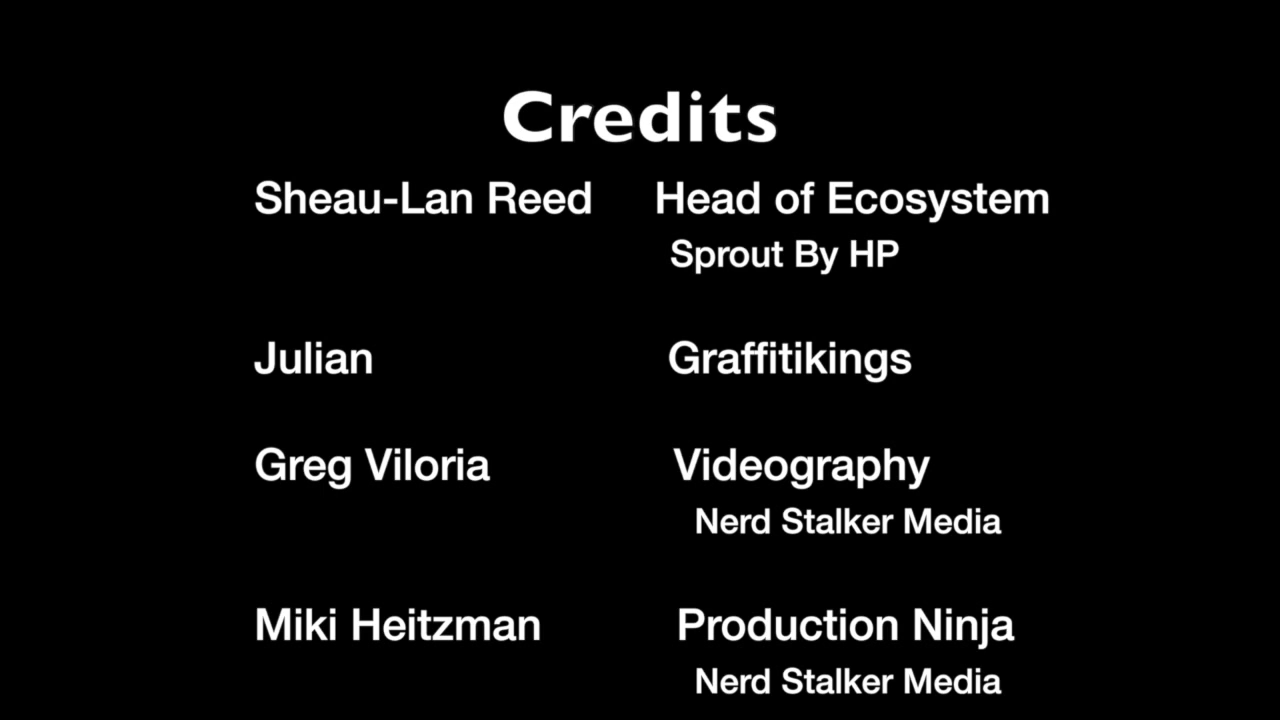 Credits
Sheau-Lan Reed Head of Ecosystem
Sprout By HP
Julian Graffitikings
Greg Viloria Videography
Nerd Stalker Media
Miki Heitzman Production Ninja
Nerd Stalker Media